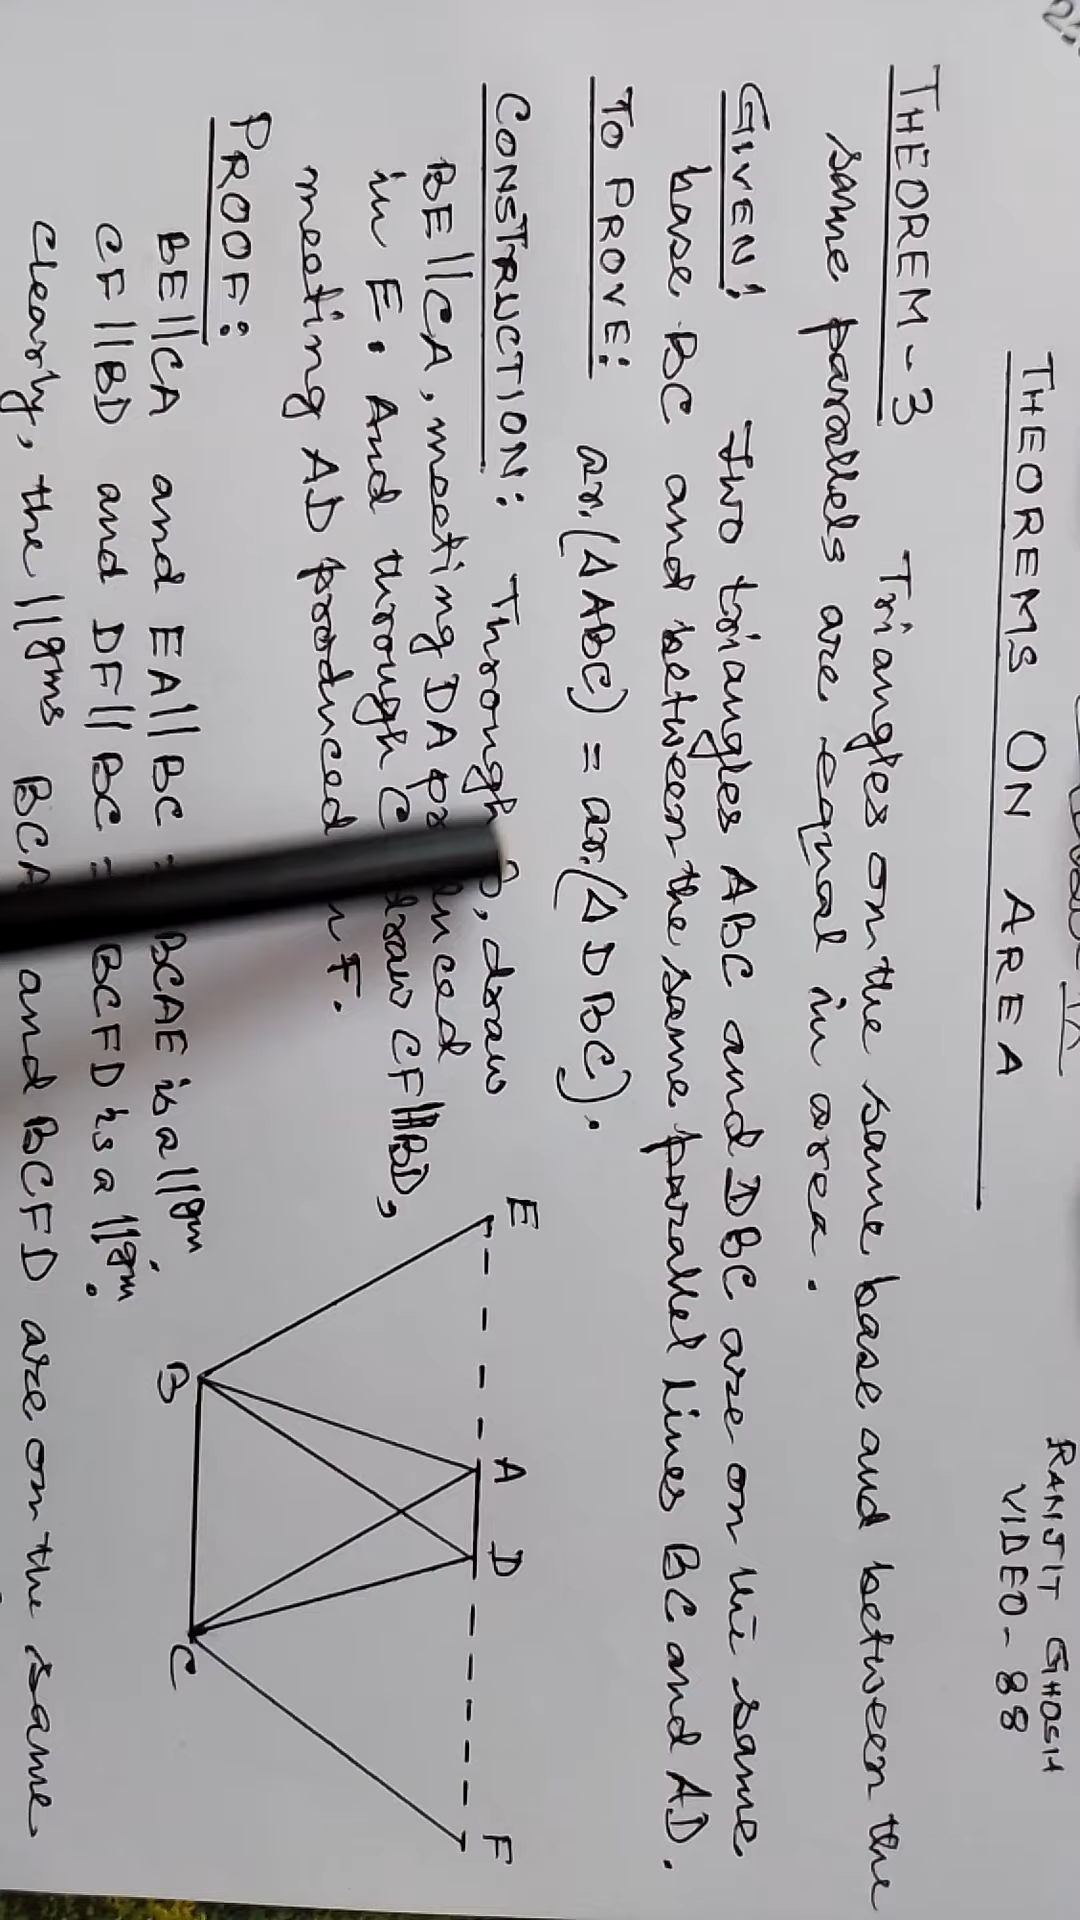 RANJIT GHOSH
VIDEO-88
THEOREMS ON AREA
THEOREM-3 Triangles on the same base and between the
same parallels are equal in area.
GIVEN: Two triangles ABC and DBC are on the same
base BC and between the same parallel lines BC and AD.
TO PROVE: ar.(ΔABC) = ar.(ΔDBC).
CONSTRUCTION: Through , draw
BE||CA, meeting DA
in E. And through C draw CF||BD,
meeting AD produced in F.
PROOF:
BE||CA and EA||BC BCAE is a ||gm.
CF||BD and DF||BC BCFD is a ||gm.
Clearly, the ||gms and BCFD are on the same
E
A
D
F
B
C